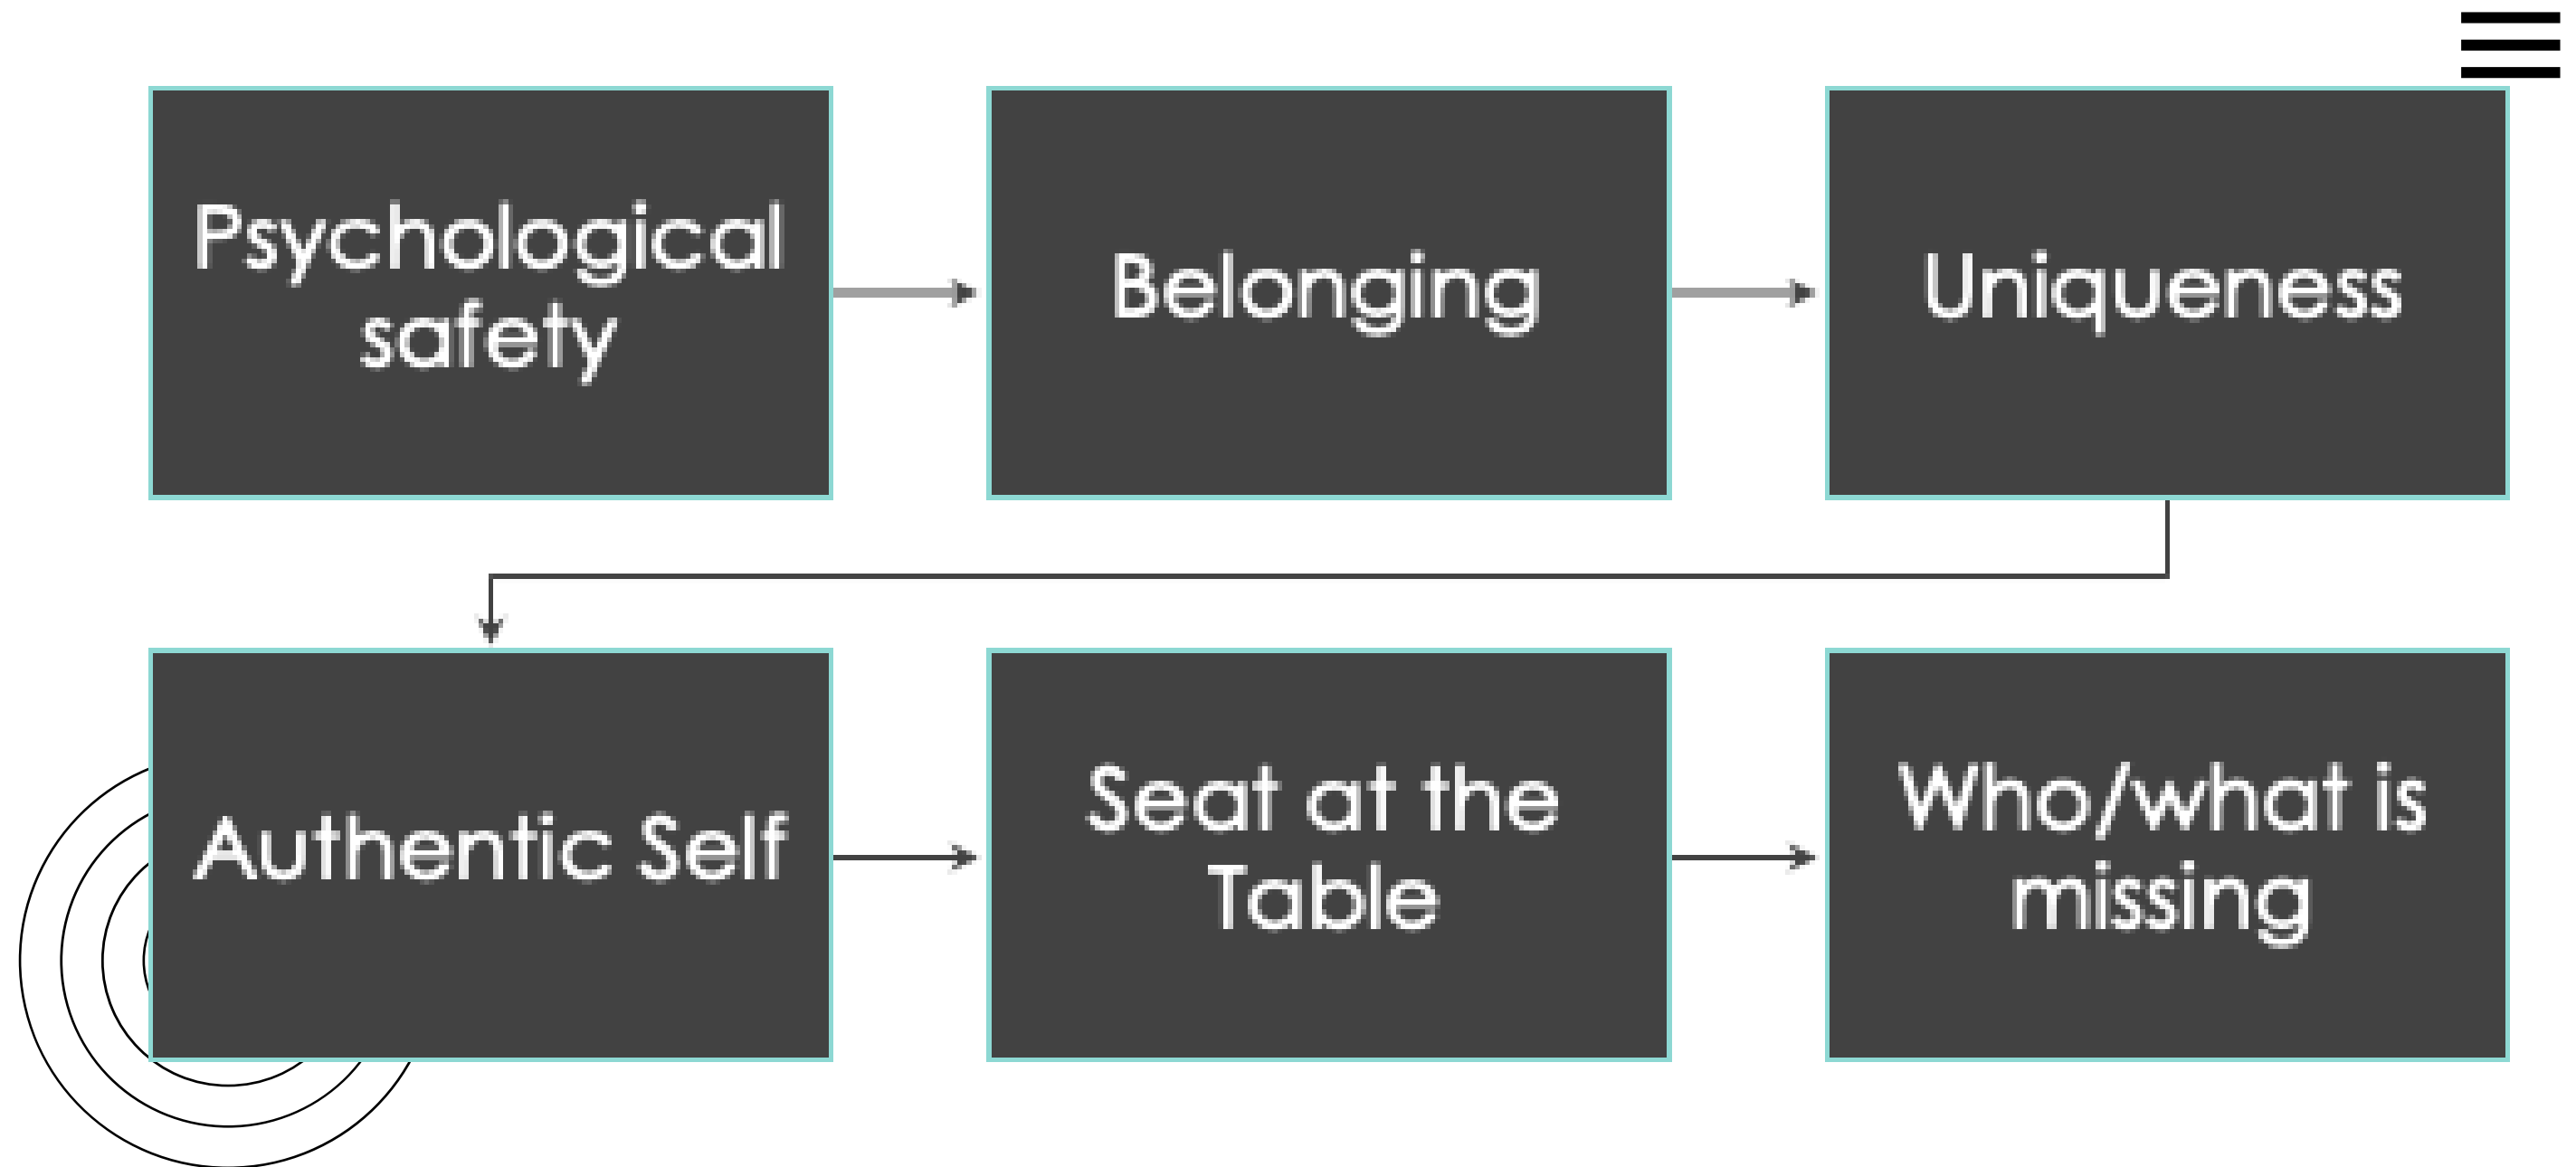 Psychological
safety
Belonging
Uniqueness
Authentic Self
Seat at the
Table
Who/what is
missing